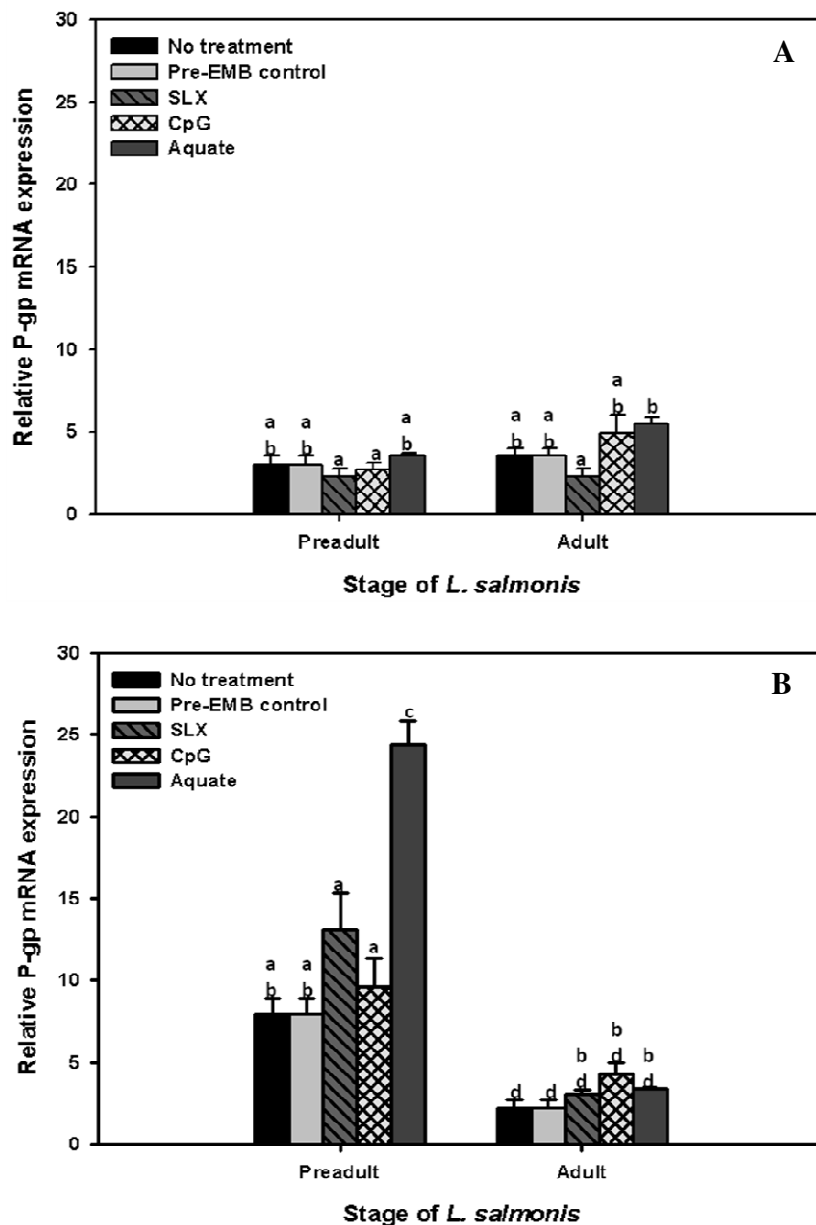 A
30
25
20
15
10
5
0
Relative P-gp mRNA expression
No treatment
Pre-EMB control
SLX
CpG
Aquate
a
b
a
b
a
a
a
b
a
b
a
b
a
a
b
b
Preadult
Adult
Stage of L. salmonis
B
30
25
20
15
10
5
0
Relative P-gp mRNA expression
No treatment
Pre-EMB control
SLX
CpG
Aquate
a
b
a
b
a
a
c
d
d
b
d
b
d
b
d
Preadult
Adult
Stage of L. salmonis